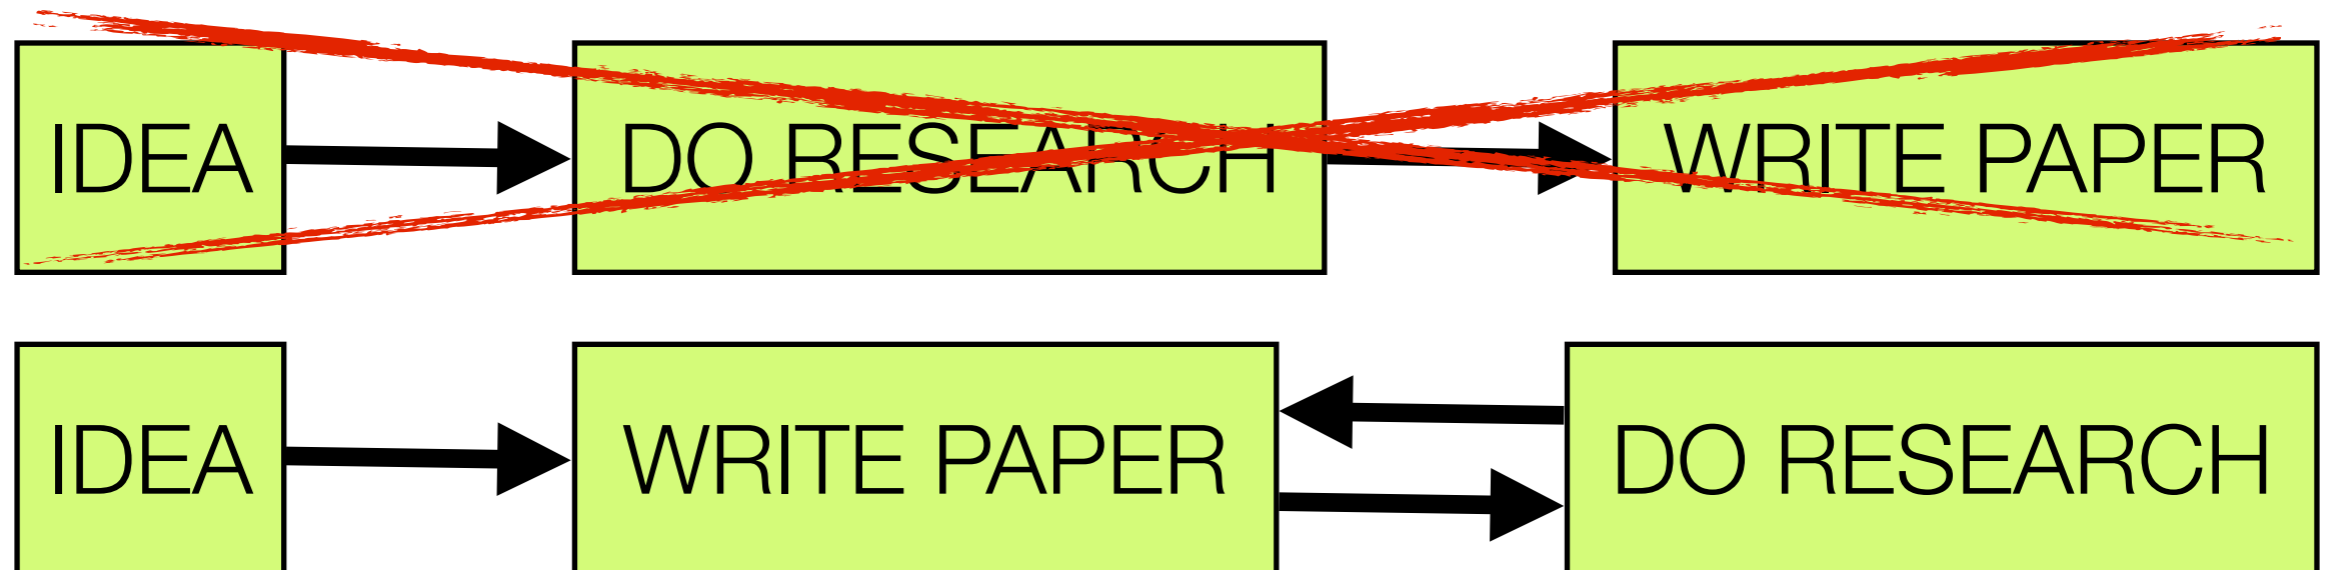 IDEA DO RESEARCH WRITE PAPER
IDEA WRITE PAPER DO RESEARCH